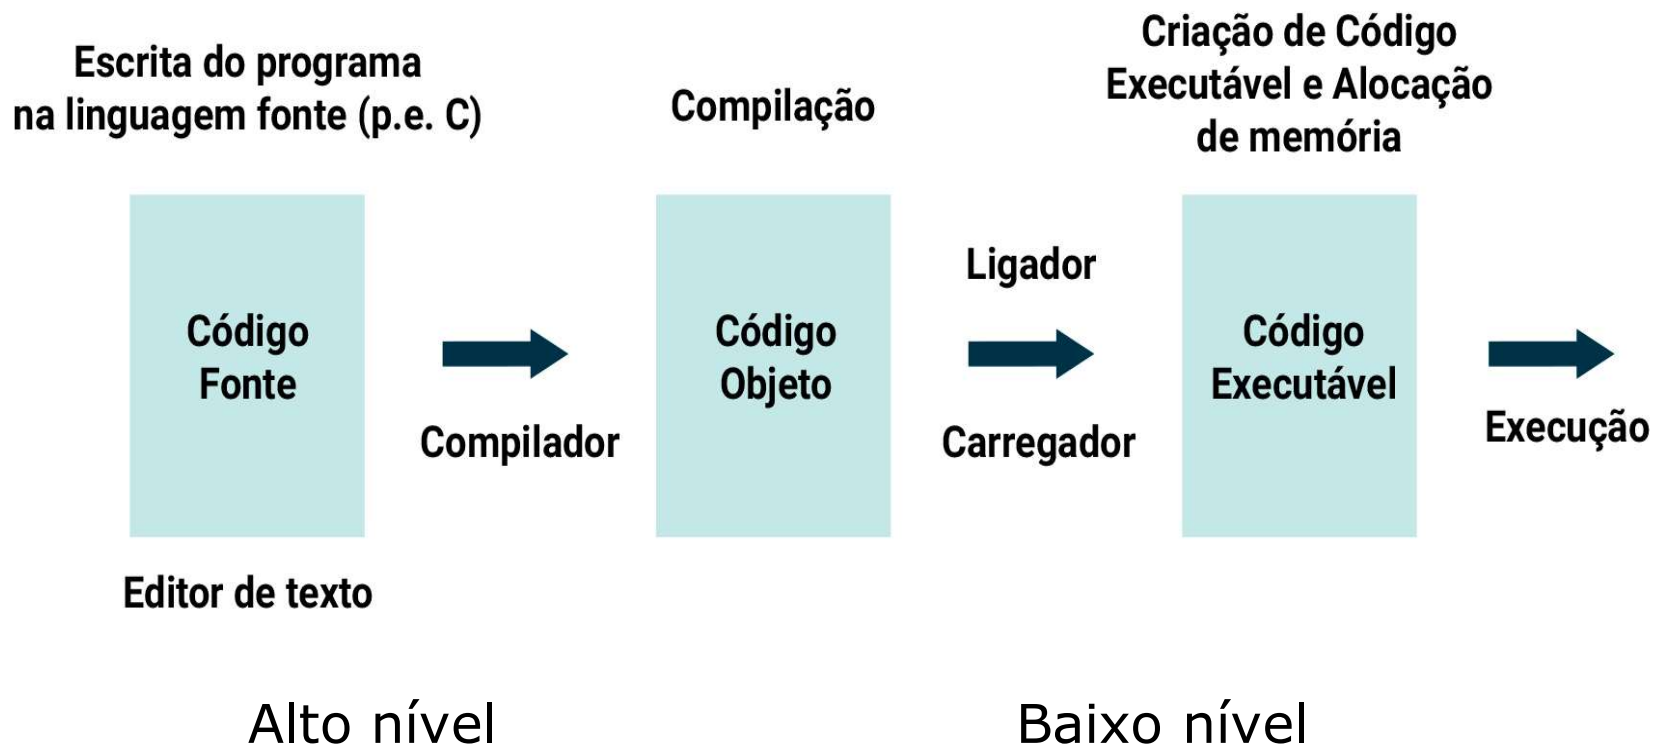 Escrita do programa
na linguagem fonte (p.e. C)
Compilação
Criação de Código
Executável e Alocação
de memória
Código
Fonte
Compilador
Código
Objeto
Ligador
Carregador
Código
Executável
Execução
Editor de texto
Alto nível
Baixo nível